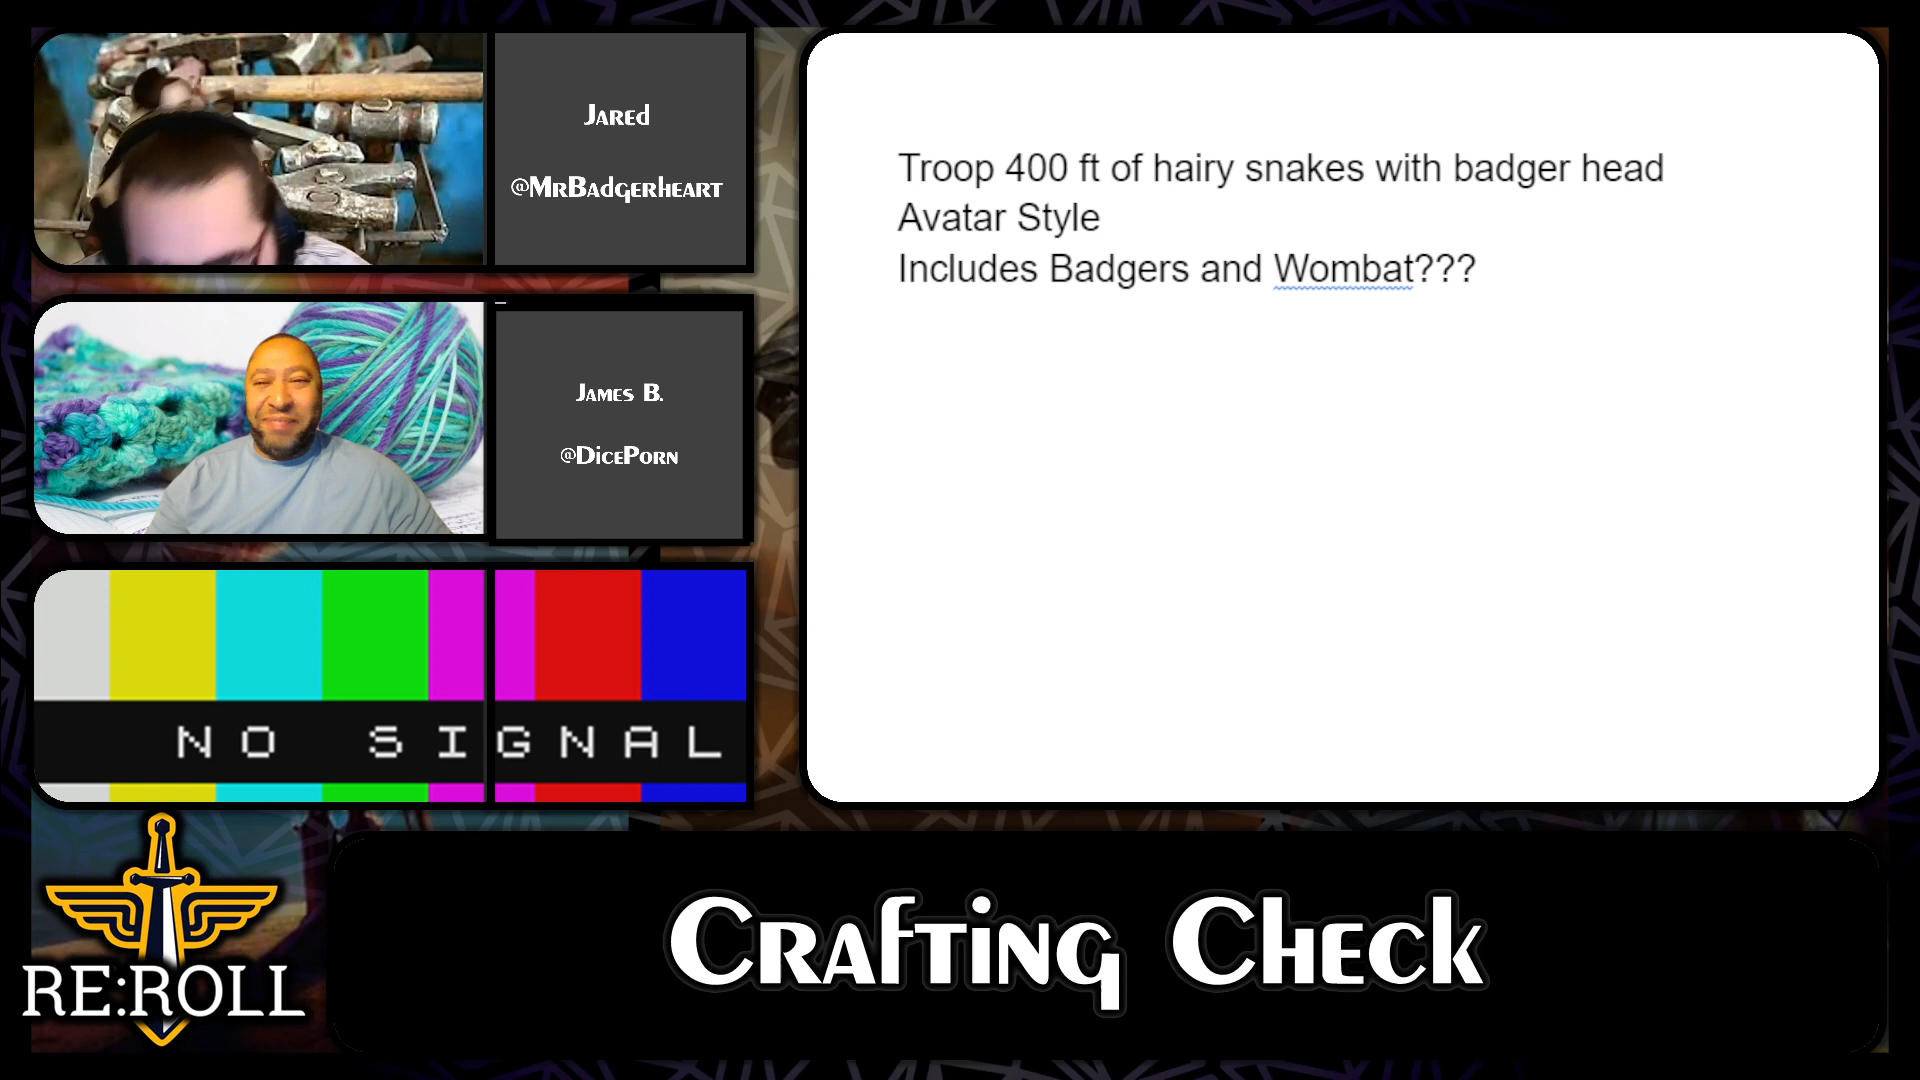 Jared
@MrBadgerheart
James B.
@DicePorn
NO SIGNAL
Troop 400 ft of hairy snakes with badger head
Avatar Style
Includes Badgers and Wombat???
RE:ROLL
Crafting Check